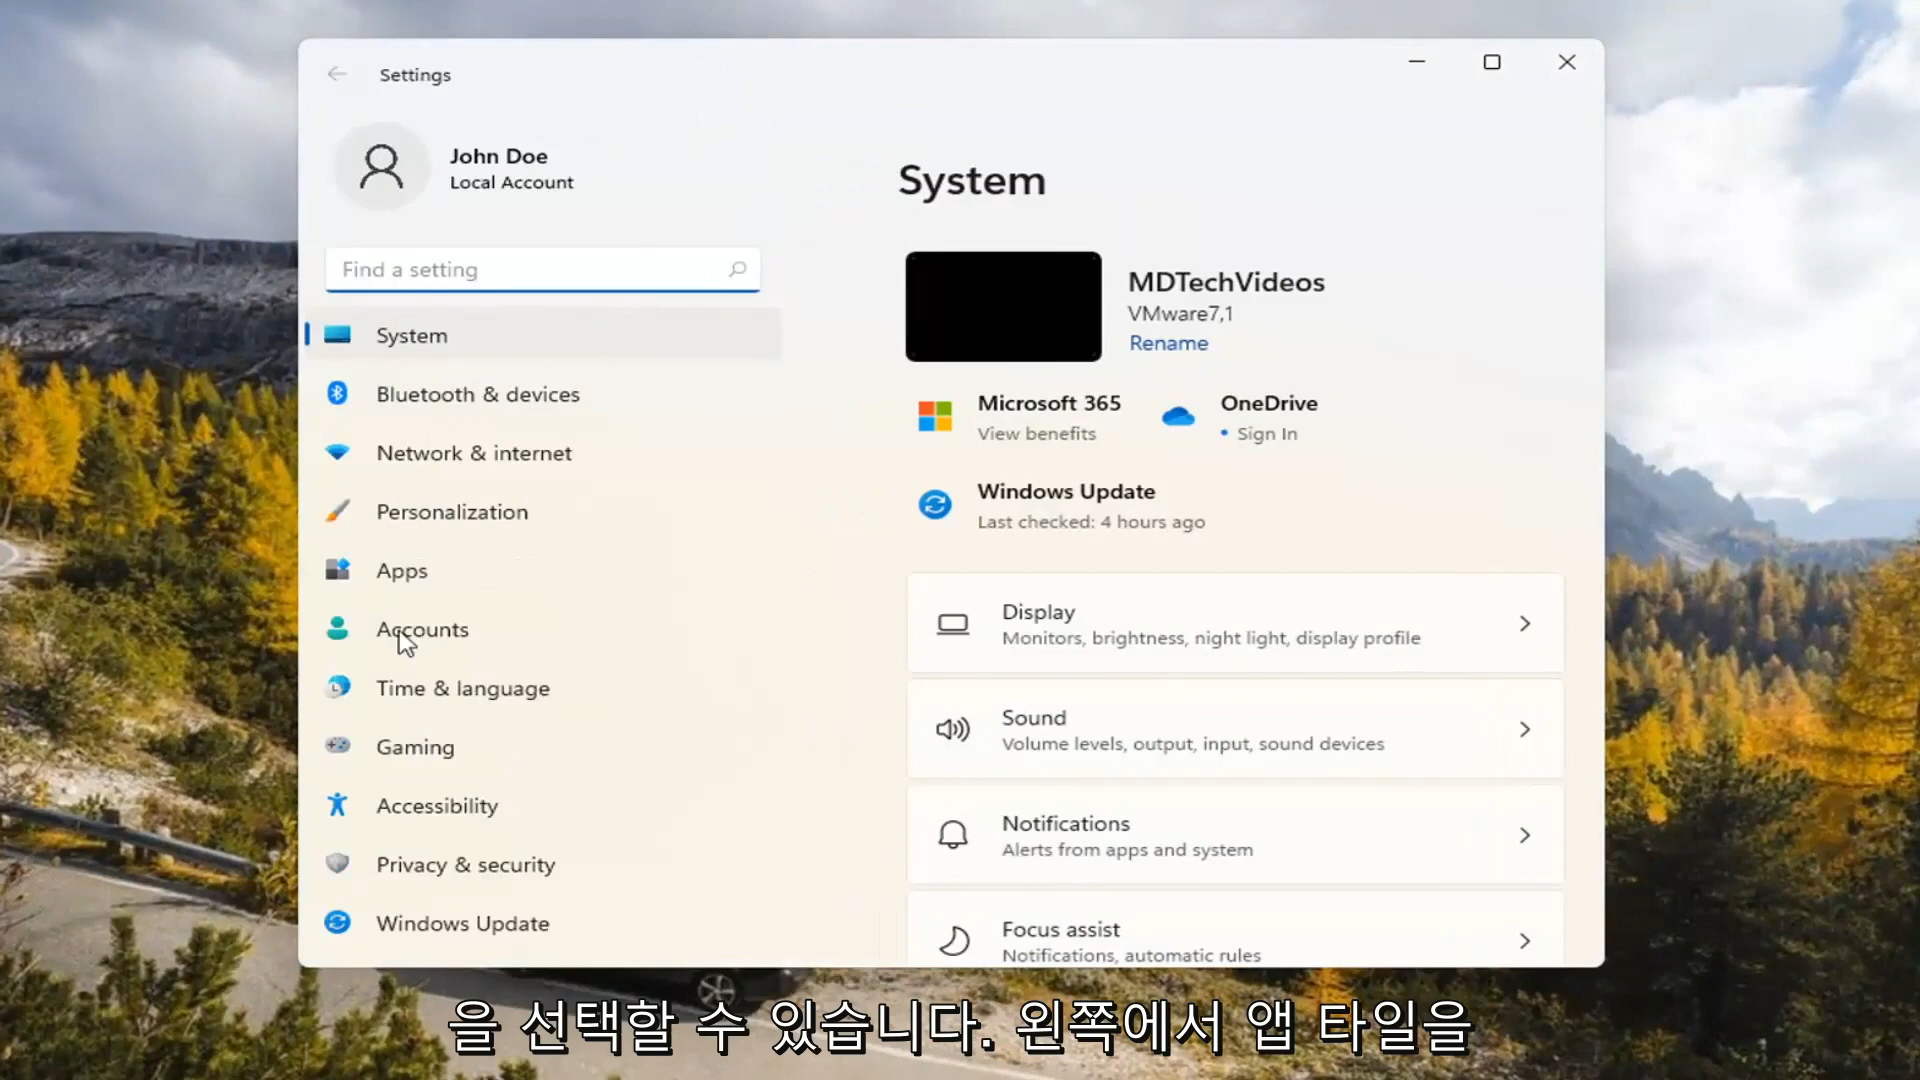 Settings
John Doe
Local Account
Find a setting
System
Bluetooth & devices
Network & internet
Personalization
Apps
Accounts
Time & language
Gaming
Accessibility
Privacy & security
Windows Update
System
MDTechVideos
VMware7,1
Rename
Microsoft 365
View benefits
OneDrive
• Sign In
Windows Update
Last checked: 4 hours ago
Display
Monitors, brightness, night light, display profile
Sound
Volume levels, output, input, sound devices
Notifications
Alerts from apps and system
Focus assist
Notifications, automatic rules
을 선택할 수 있습니다. 왼쪽에서 앱 타일을